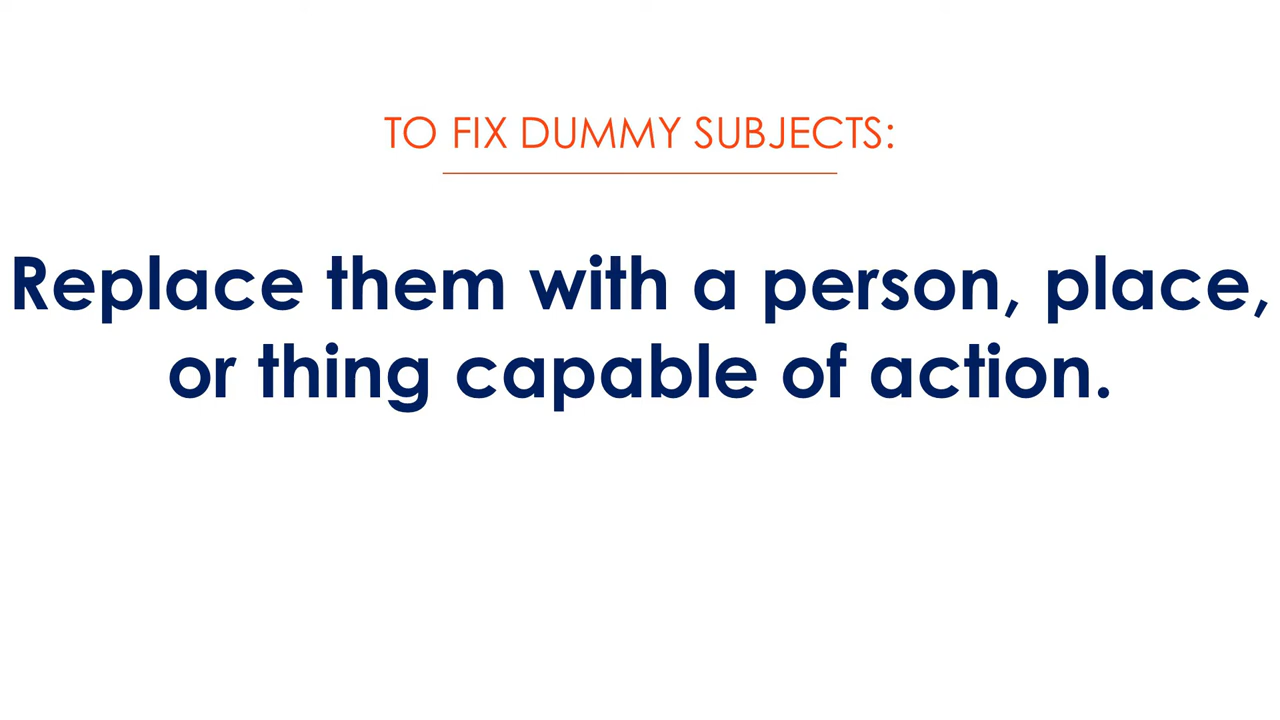 TO FIX DUMMY SUBJECTS:
Replace them with a person, place,
or thing capable of action.